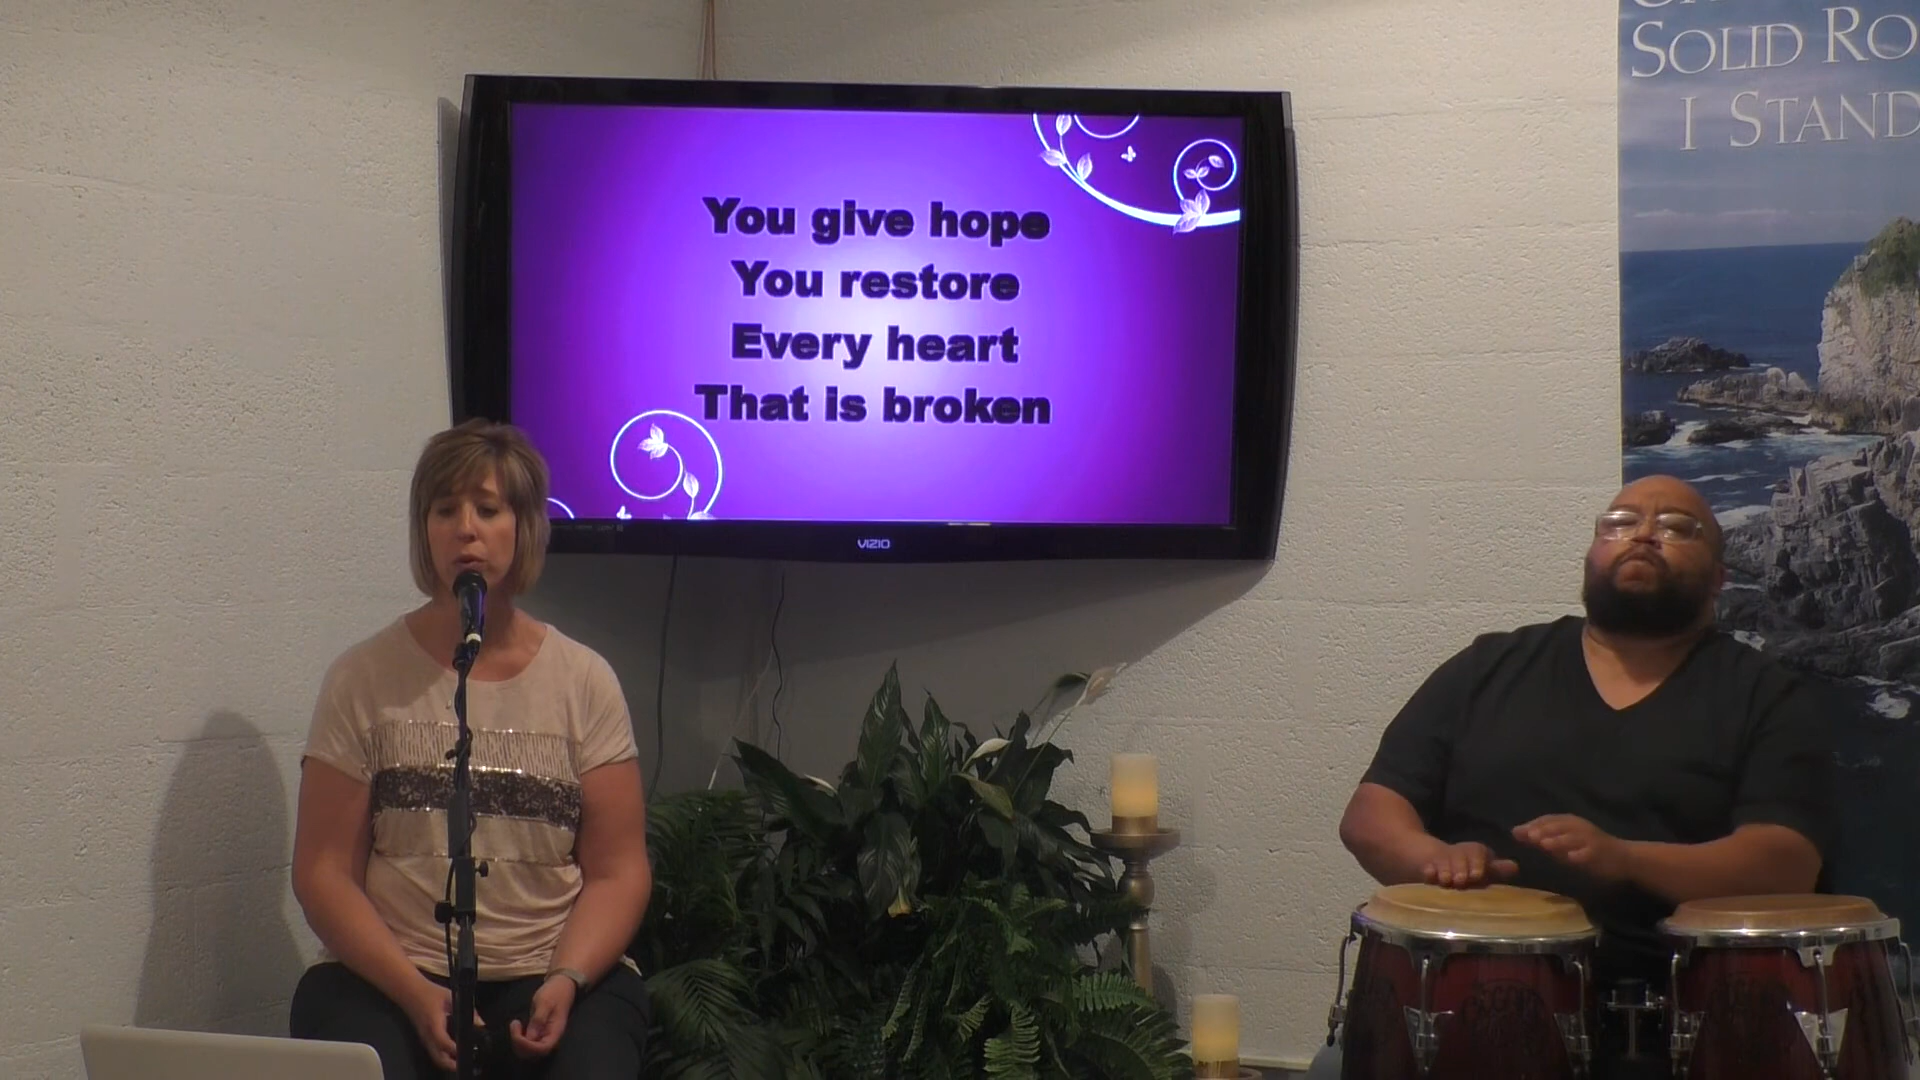 You give hope
You restore
Every heart
That is broken
VIZIO
SOLID RO
I STAND